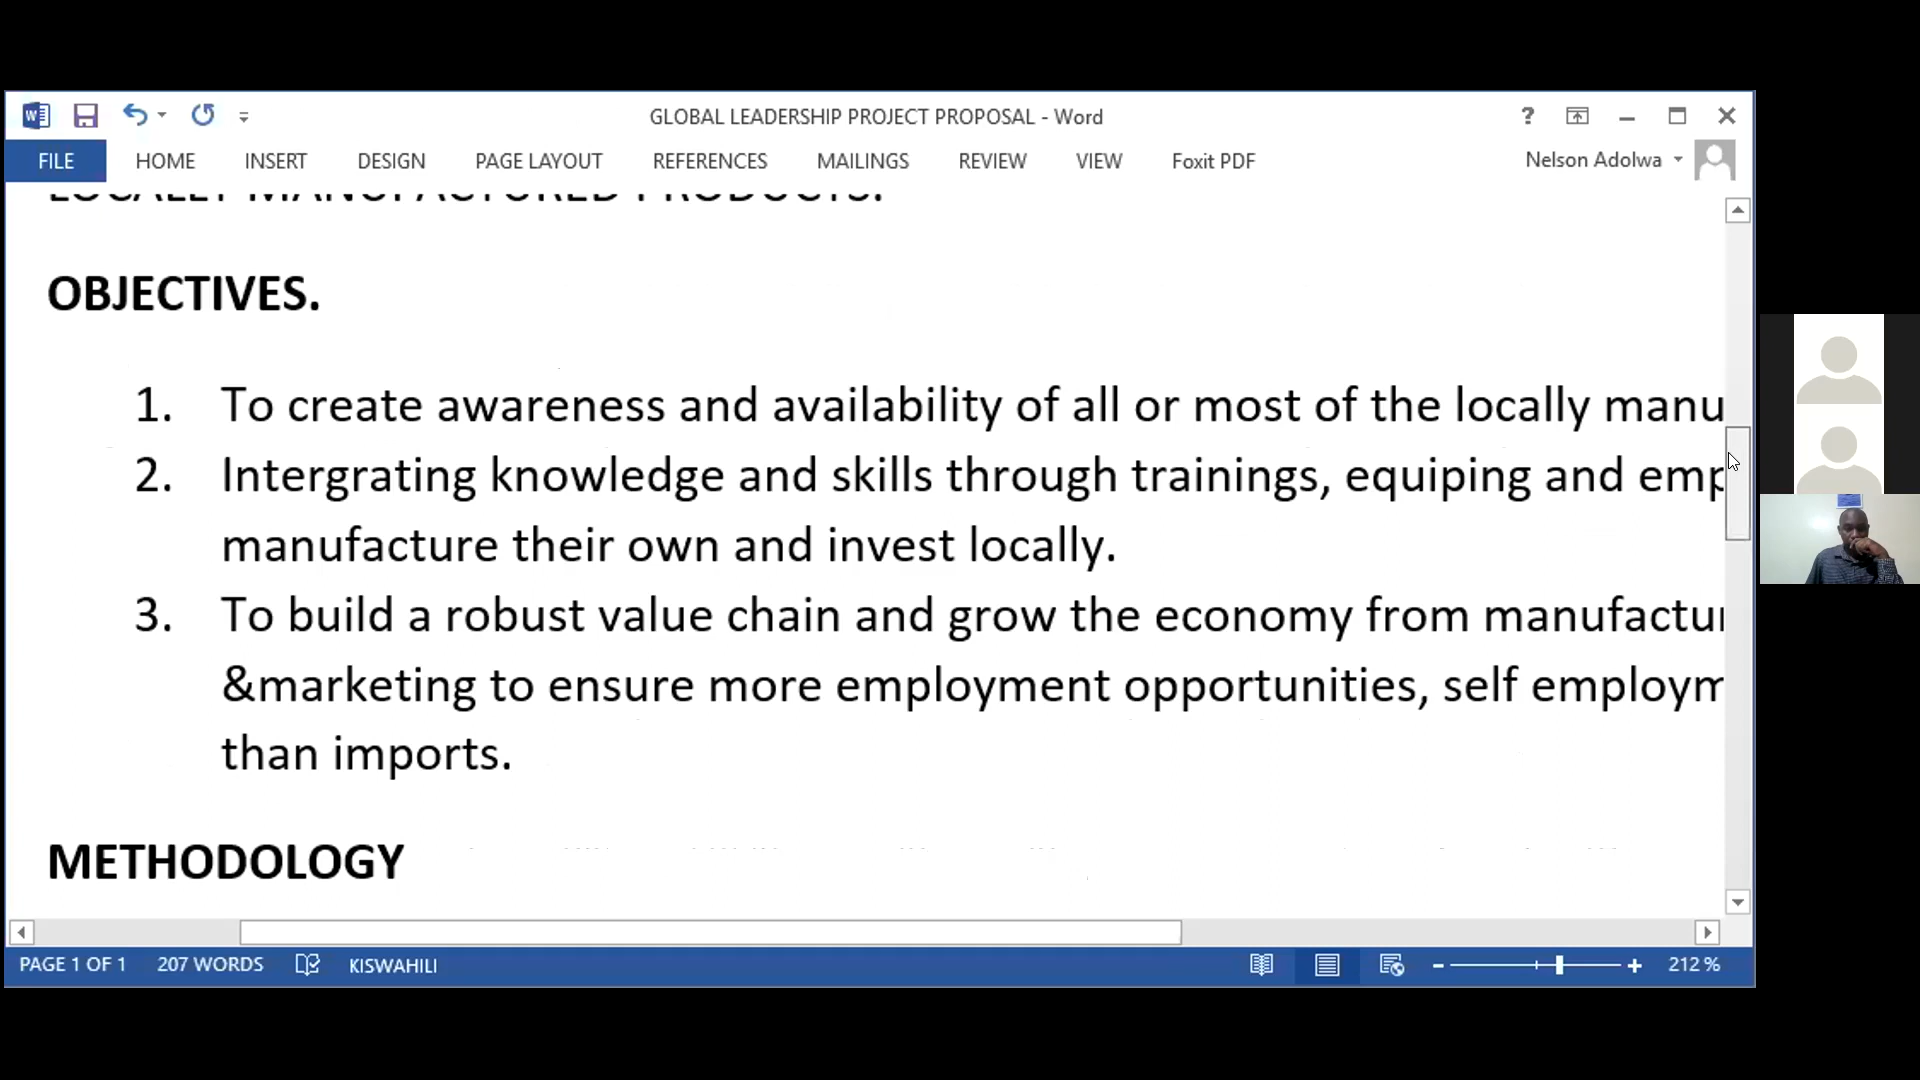 GLOBAL LEADERSHIP PROJECT PROPOSAL - Word
FILE HOME INSERT DESIGN PAGE LAYOUT REFERENCES MAILINGS REVIEW VIEW Foxit PDF Nelson Adolwa
LOCALLY MANUFACTURED PRODUCTS.
OBJECTIVES.
1. To create awareness and availability of all or most of the locally manu
2. Intergrating knowledge and skills through trainings, equiping and emp
manufacture their own and invest locally.
3. To build a robust value chain and grow the economy from manufactur
&marketing to ensure more employment opportunities, self employm
than imports.
METHODOLOGY
PAGE 1 OF 1 207 WORDS KISWAHILI 212 %